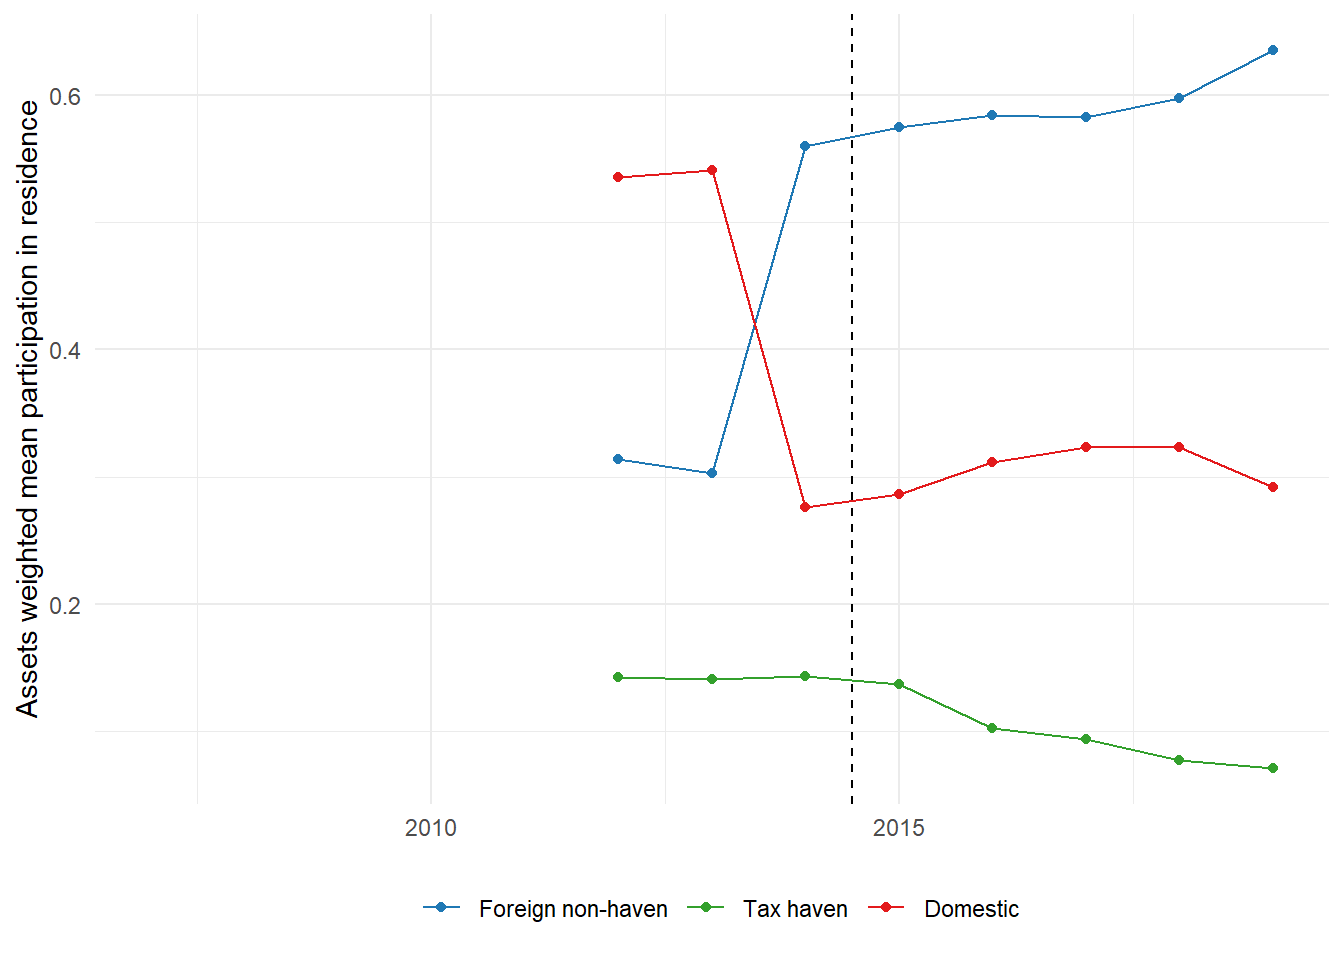 Assets weighted mean participation in residence
0.6
0.4
0.2
2010 2015
Foreign non-haven Tax haven Domestic